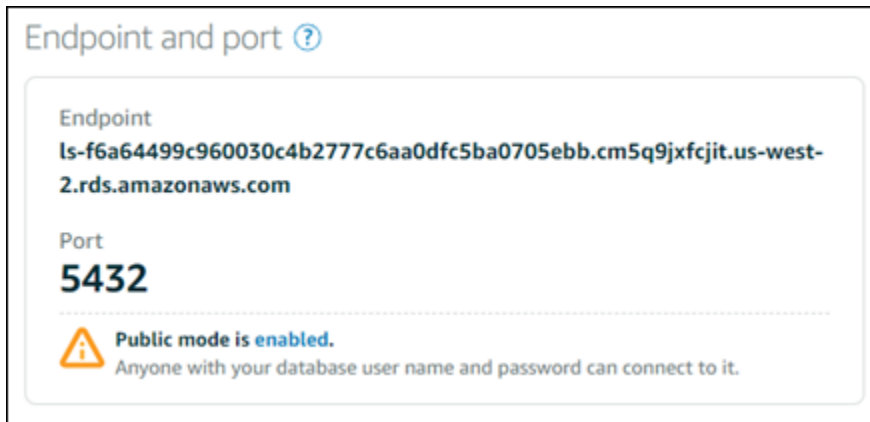 Endpoint and port ?
Endpoint
ls-f6a64499c960030c4b2777c6aa0dfc5ba0705ebb.cm5q9jxfcjit.us-west-
2.rds.amazonaws.com
Port
5432
Public mode is enabled.
Anyone with your database user name and password can connect to it.